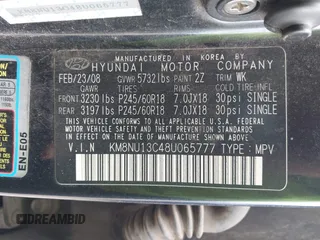 MANUFACTURED BY
HYUNDAI MOTOR COMPANY
FEB/23/08 GVWR 5732lbs PAINT 2Z TRIM WK
GAWR TIRES RIMS COLD TIRE INFLATION
FRONT 3230 lbs P245/60R18 7.0JX18 30psi SINGLE
REAR 3197 lbs P245/60R18 7.0JX18 30psi SINGLE
THIS VEHICLE CONFORMS TO ALL APPLICABLE U.S. FEDERAL
MOTOR VEHICLE SAFETY AND THEFT PREVENTION STANDARDS
IN EFFECT ON THE DATE OF MANUFACTURE SHOWN ABOVE.
V.I.N KM8NU13C48U065777 TYPE: MPV
EN-E05
DREAMBID